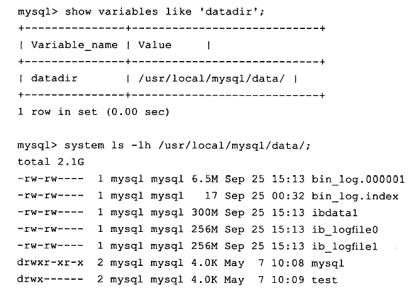 mysql> show variables like 'datadir';
+---------------+-------------------------+
| Variable_name | Value      |
+---------------+-------------------------+
| datadir       | /usr/local/mysql/data/ |
+---------------+-------------------------+
1 row in set (0.00 sec)
mysql> system ls -lh /usr/local/mysql/data/;
total 2.1G
-rw-rw----  1 mysql mysql 6.5M Sep 25 15:13 bin_log.000001
-rw-rw----  1 mysql mysql   17 Sep 25 00:32 bin_log.index
-rw-rw----  1 mysql mysql 300M Sep 25 15:13 ibdata1
-rw-rw----  1 mysql mysql 256M Sep 25 15:13 ib_logfile0
-rw-rw----  1 mysql mysql 256M Sep 25 15:13 ib_logfile1
drwxr-xr-x  2 mysql mysql 4.0K May  7 10:08 mysql
drwx------  2 mysql mysql 4.0K May  7 10:09 test